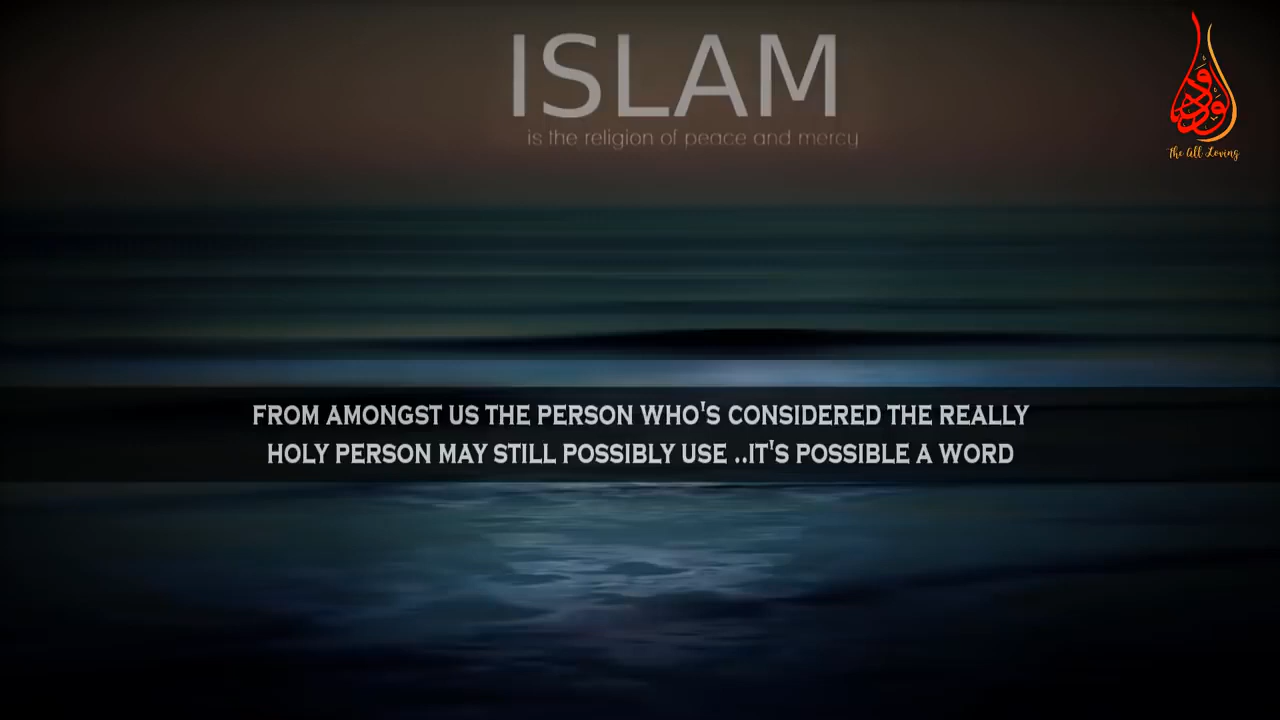 ISLAM
is the religion of peace and mercy
الودود
The All Loving
FROM AMONGST US THE PERSON WHO'S CONSIDERED THE REALLY
HOLY PERSON MAY STILL POSSIBLY USE ..IT'S POSSIBLE A WORD